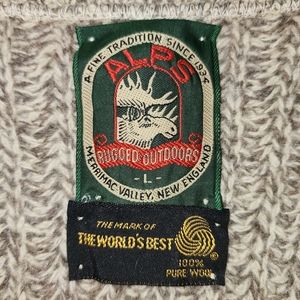 A FINE TRADITION SINCE 1934
ALPS
RUGGED OUTDOORS
- L -
MERRIMAC VALLEY, NEW ENGLAND
THE MARK OF
THE WORLD'S BEST
100%
PURE WOOL